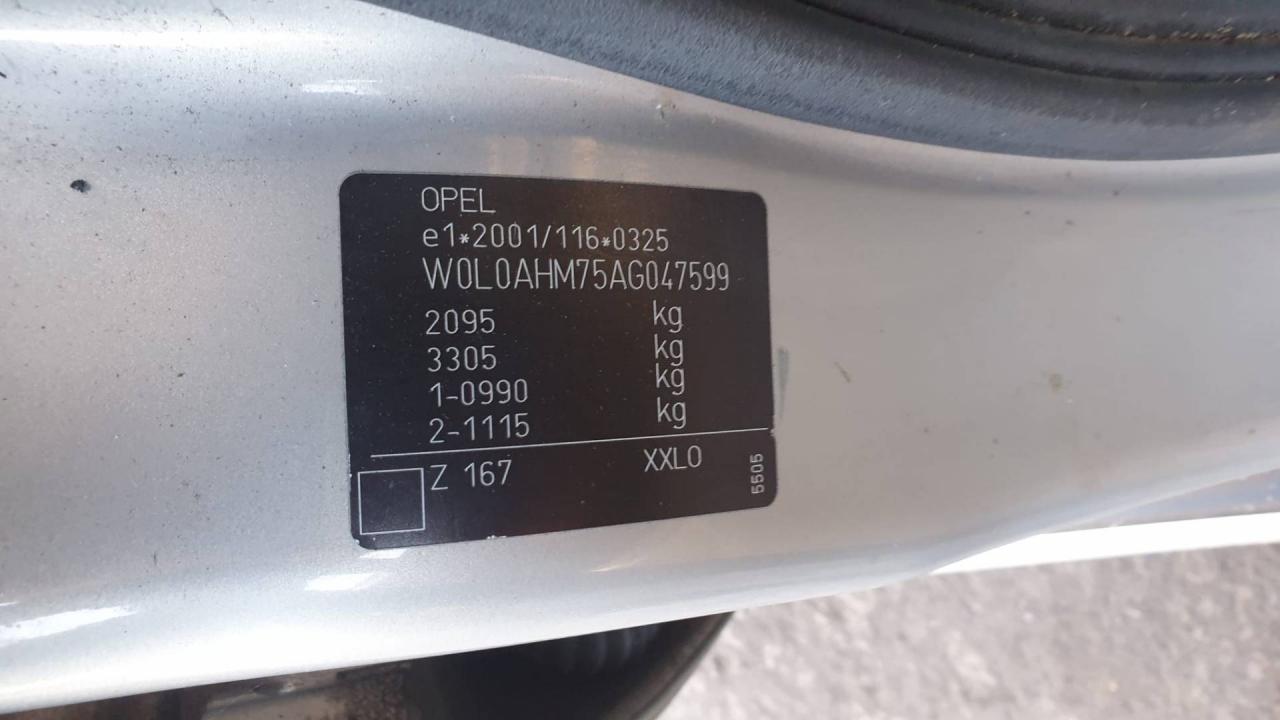 OPEL
e1*2001/116*0325
W0L0AHM75AG047599
2095 kg
3305 kg
1-0990 kg
2-1115 kg
Z 167 XXL0
5505